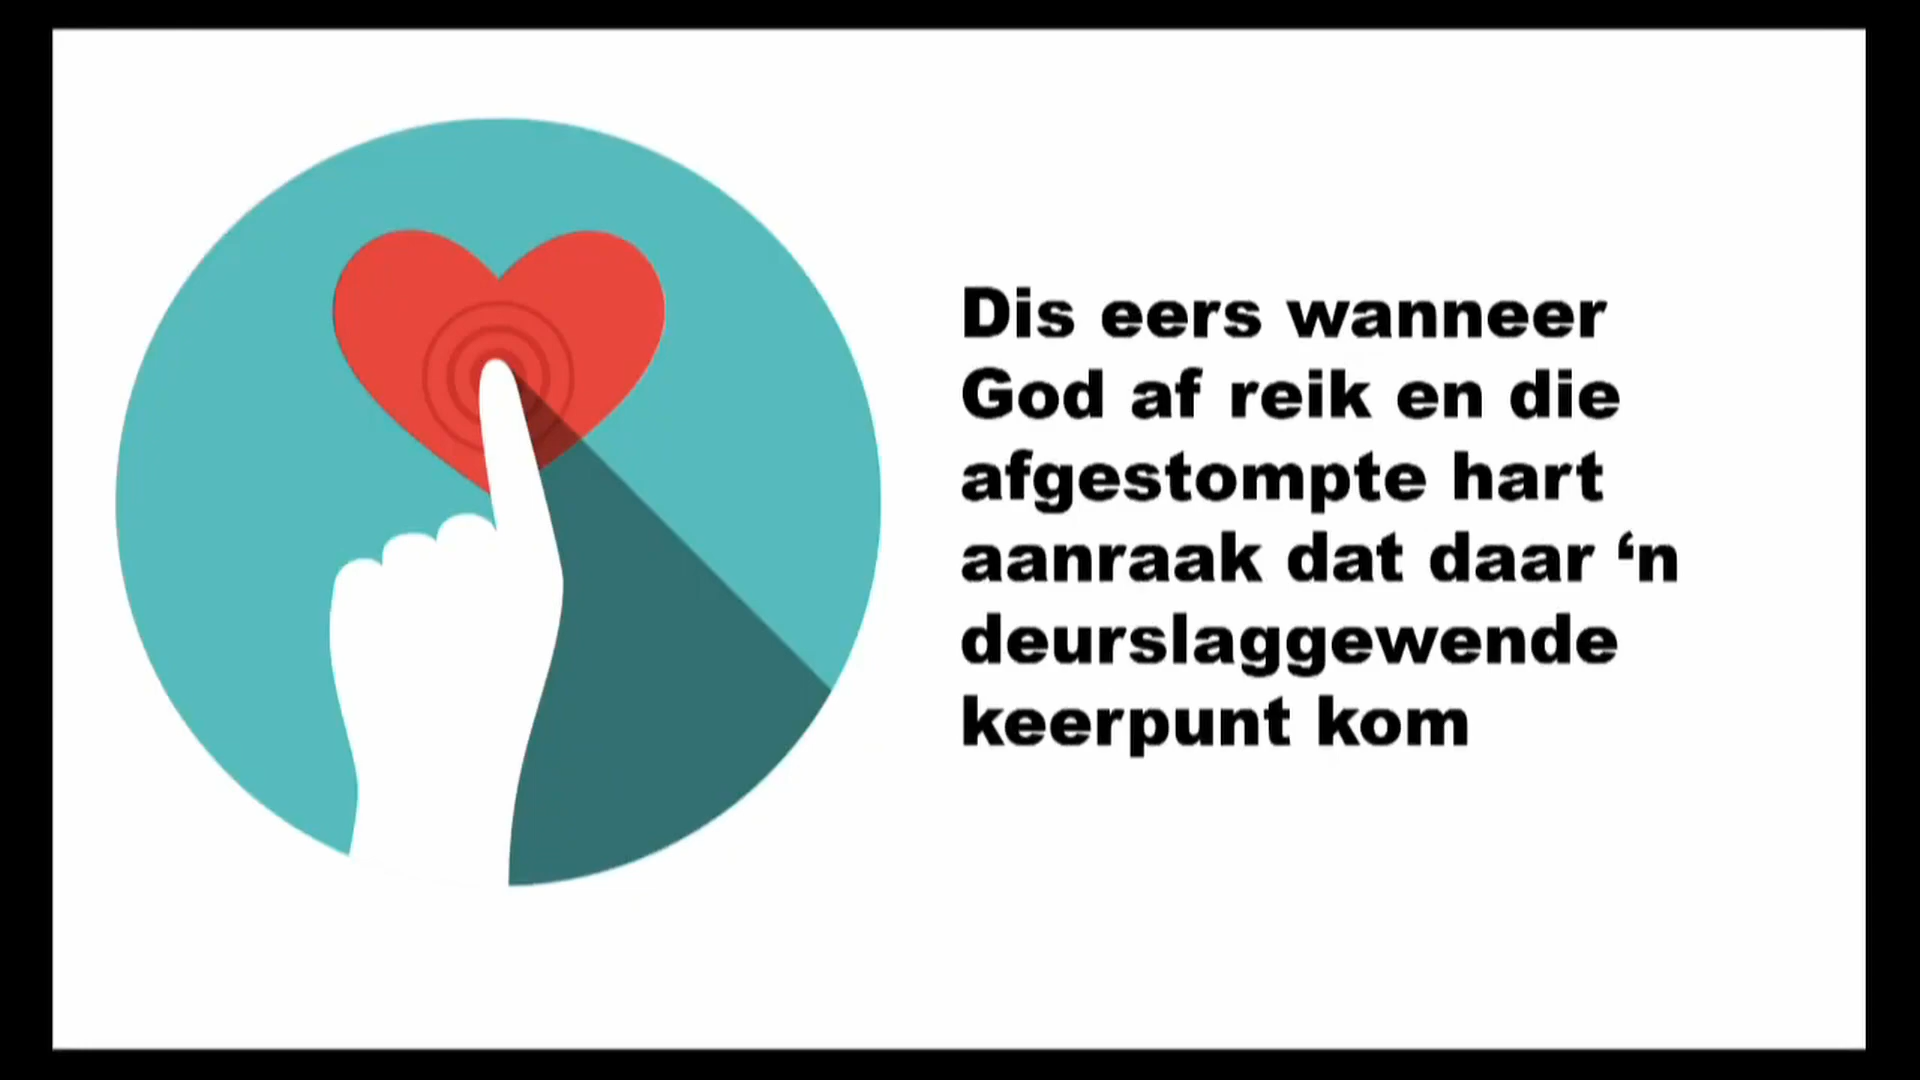 Dis eers wanneer
God af reik en die
afgestompte hart
aanraak dat daar ‘n
deurslaggewende
keerpunt kom